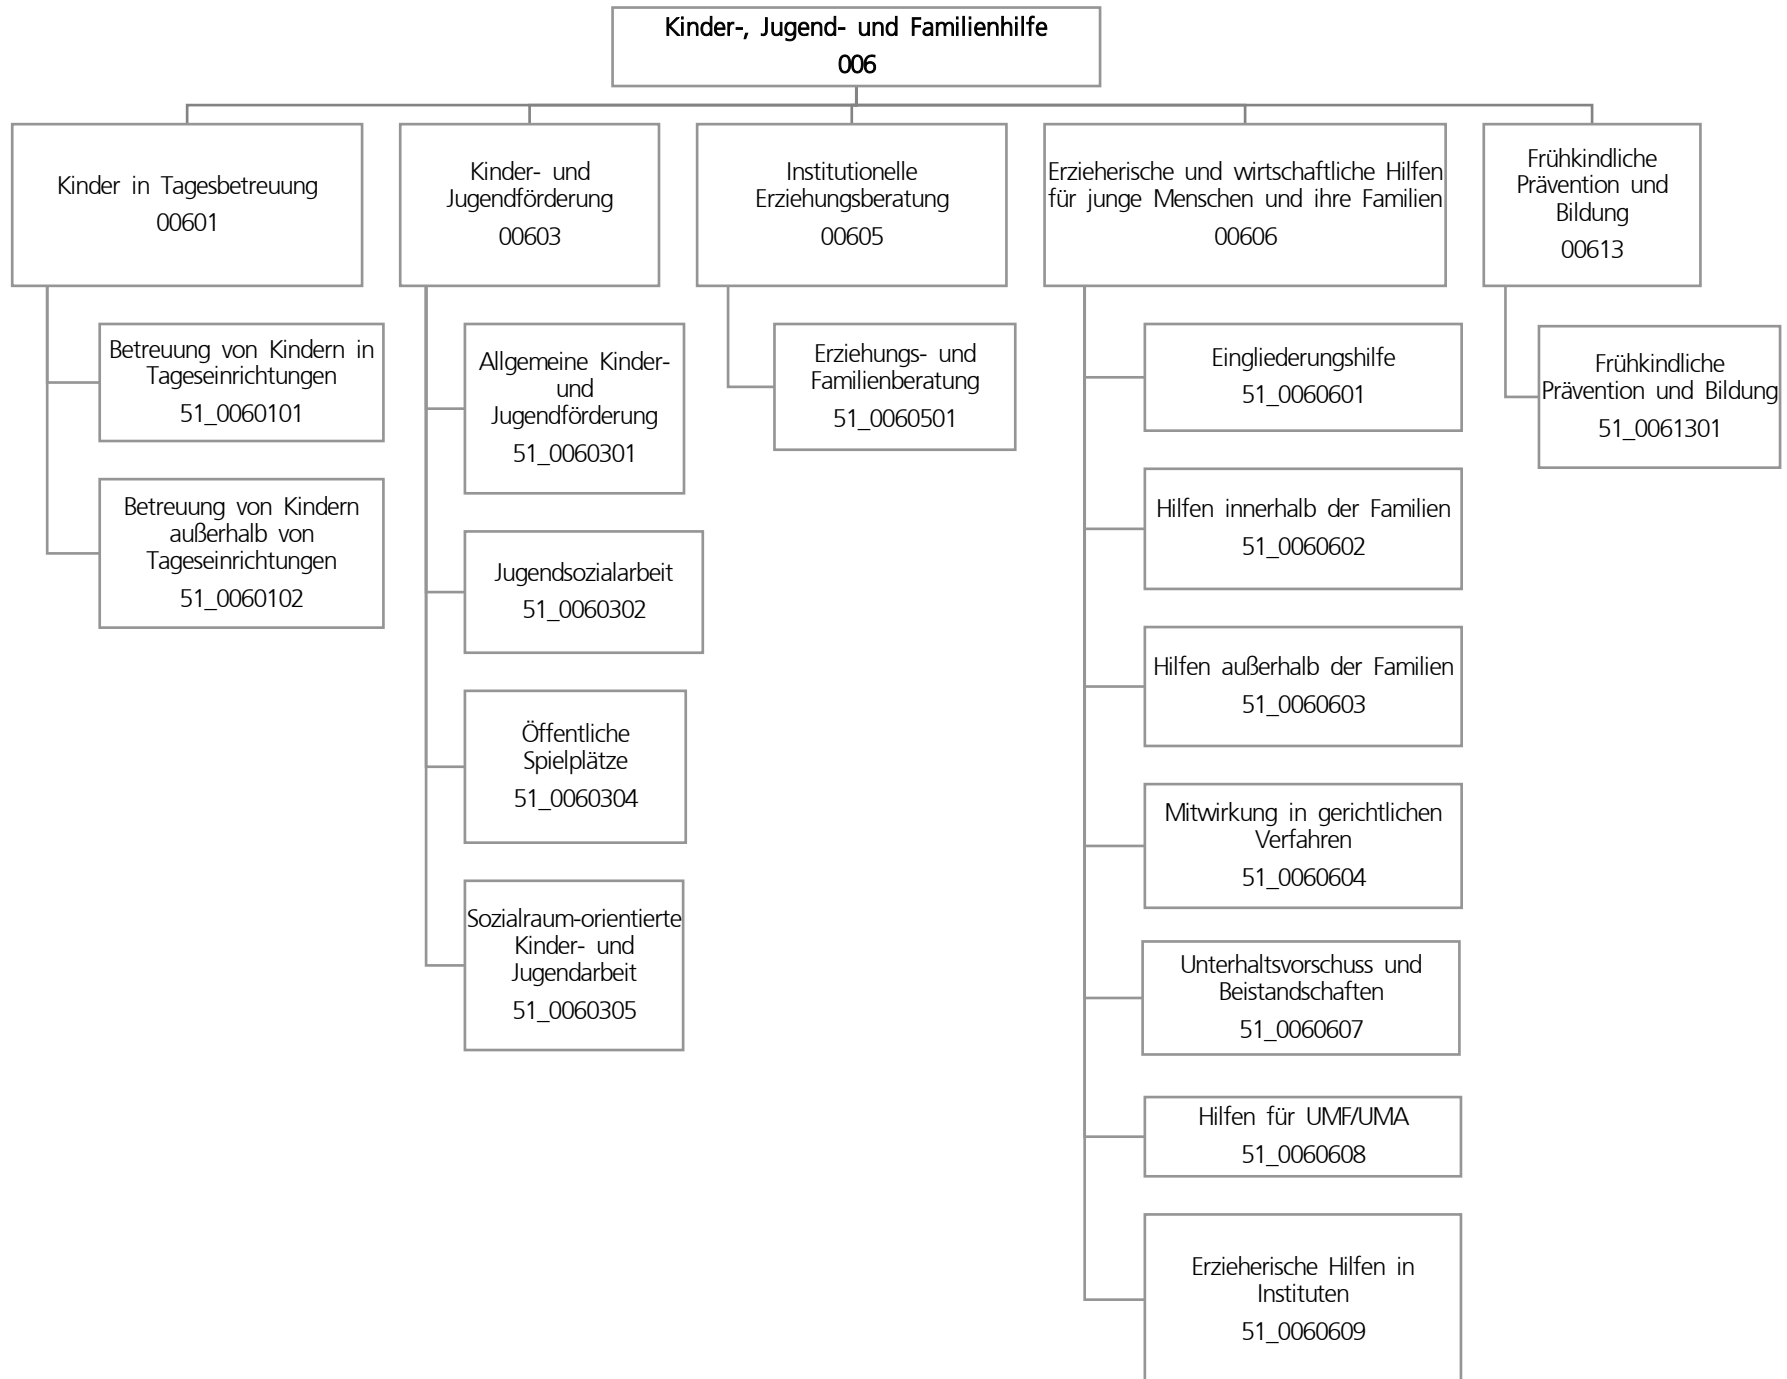 Kinder-, Jugend- und Familienhilfe
006
Kinder in Tagesbetreuung
00601
Betreuung von Kindern in
Tageseinrichtungen
51_0060101
Betreuung von Kindern
außerhalb von
Tageseinrichtungen
51_0060102
Kinder- und
Jugendförderung
00603
Allgemeine Kinder-
und
Jugendförderung
51_0060301
Jugendsozialarbeit
51_0060302
Öffentliche
Spielplätze
51_0060304
Sozialraum-orientierte
Kinder- und
Jugendarbeit
51_0060305
Institutionelle
Erziehungsberatung
00605
Erziehungs- und
Familienberatung
51_0060501
Erzieherische und wirtschaftliche Hilfen
für junge Menschen und ihre Familien
00606
Eingliederungshilfe
51_0060601
Hilfen innerhalb der Familien
51_0060602
Hilfen außerhalb der Familien
51_0060603
Mitwirkung in gerichtlichen
Verfahren
51_0060604
Unterhaltsvorschuss und
Beistandschaften
51_0060607
Hilfen für UMF/UMA
51_0060608
Erzieherische Hilfen in
Instituten
51_0060609
Frühkindliche
Prävention und
Bildung
00613
Frühkindliche
Prävention und Bildung
51_0061301